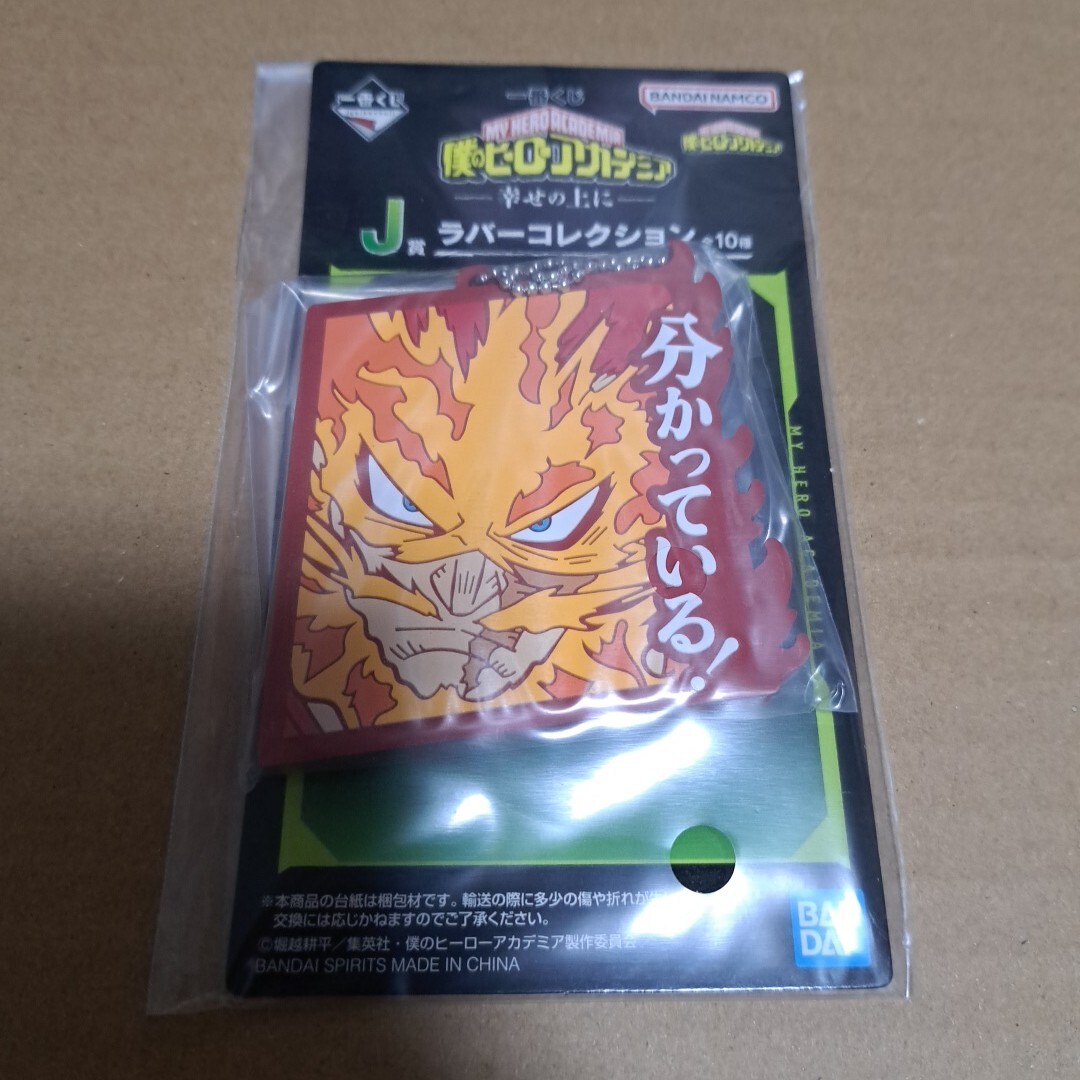 一番くじ
一番くじ
BANDAI NAMCO
MY HERO ACADEMIA
僕のヒーローアカデミア
僕のヒーローアカデミア
幸せの上に
J賞 ラバーコレクション 全10種
分かっている!
MY HERO ACADEMIA
※本商品の台紙は梱包材です。輸送の際に多少の傷や折れが
交換には応じかねますのでご了承ください。
©堀越耕平/集英社・僕のヒーローアカデミア製作委員会
BANDAI SPIRITS MADE IN CHINA
BANDAI